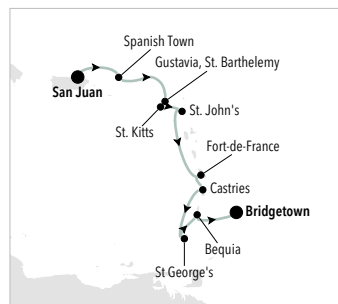 Spanish Town
Gustavia, St. Barthelemy
San Juan
St. John's
St. Kitts
Fort-de-France
Castries
Bridgetown
Bequia
St George's